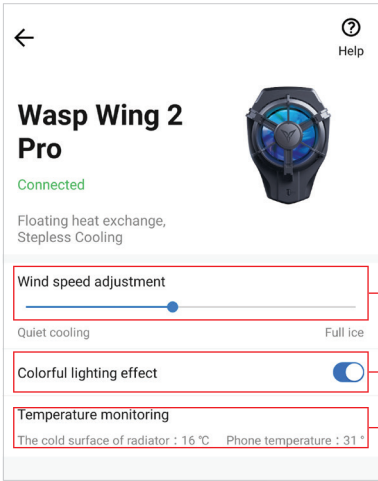 Help
Wasp Wing 2
Pro
Connected
Floating heat exchange,
Stepless Cooling
Wind speed adjustment
Quiet cooling Full ice
Colorful lighting effect
Temperature monitoring
The cold surface of radiator : 16 ℃ Phone temperature : 31 °